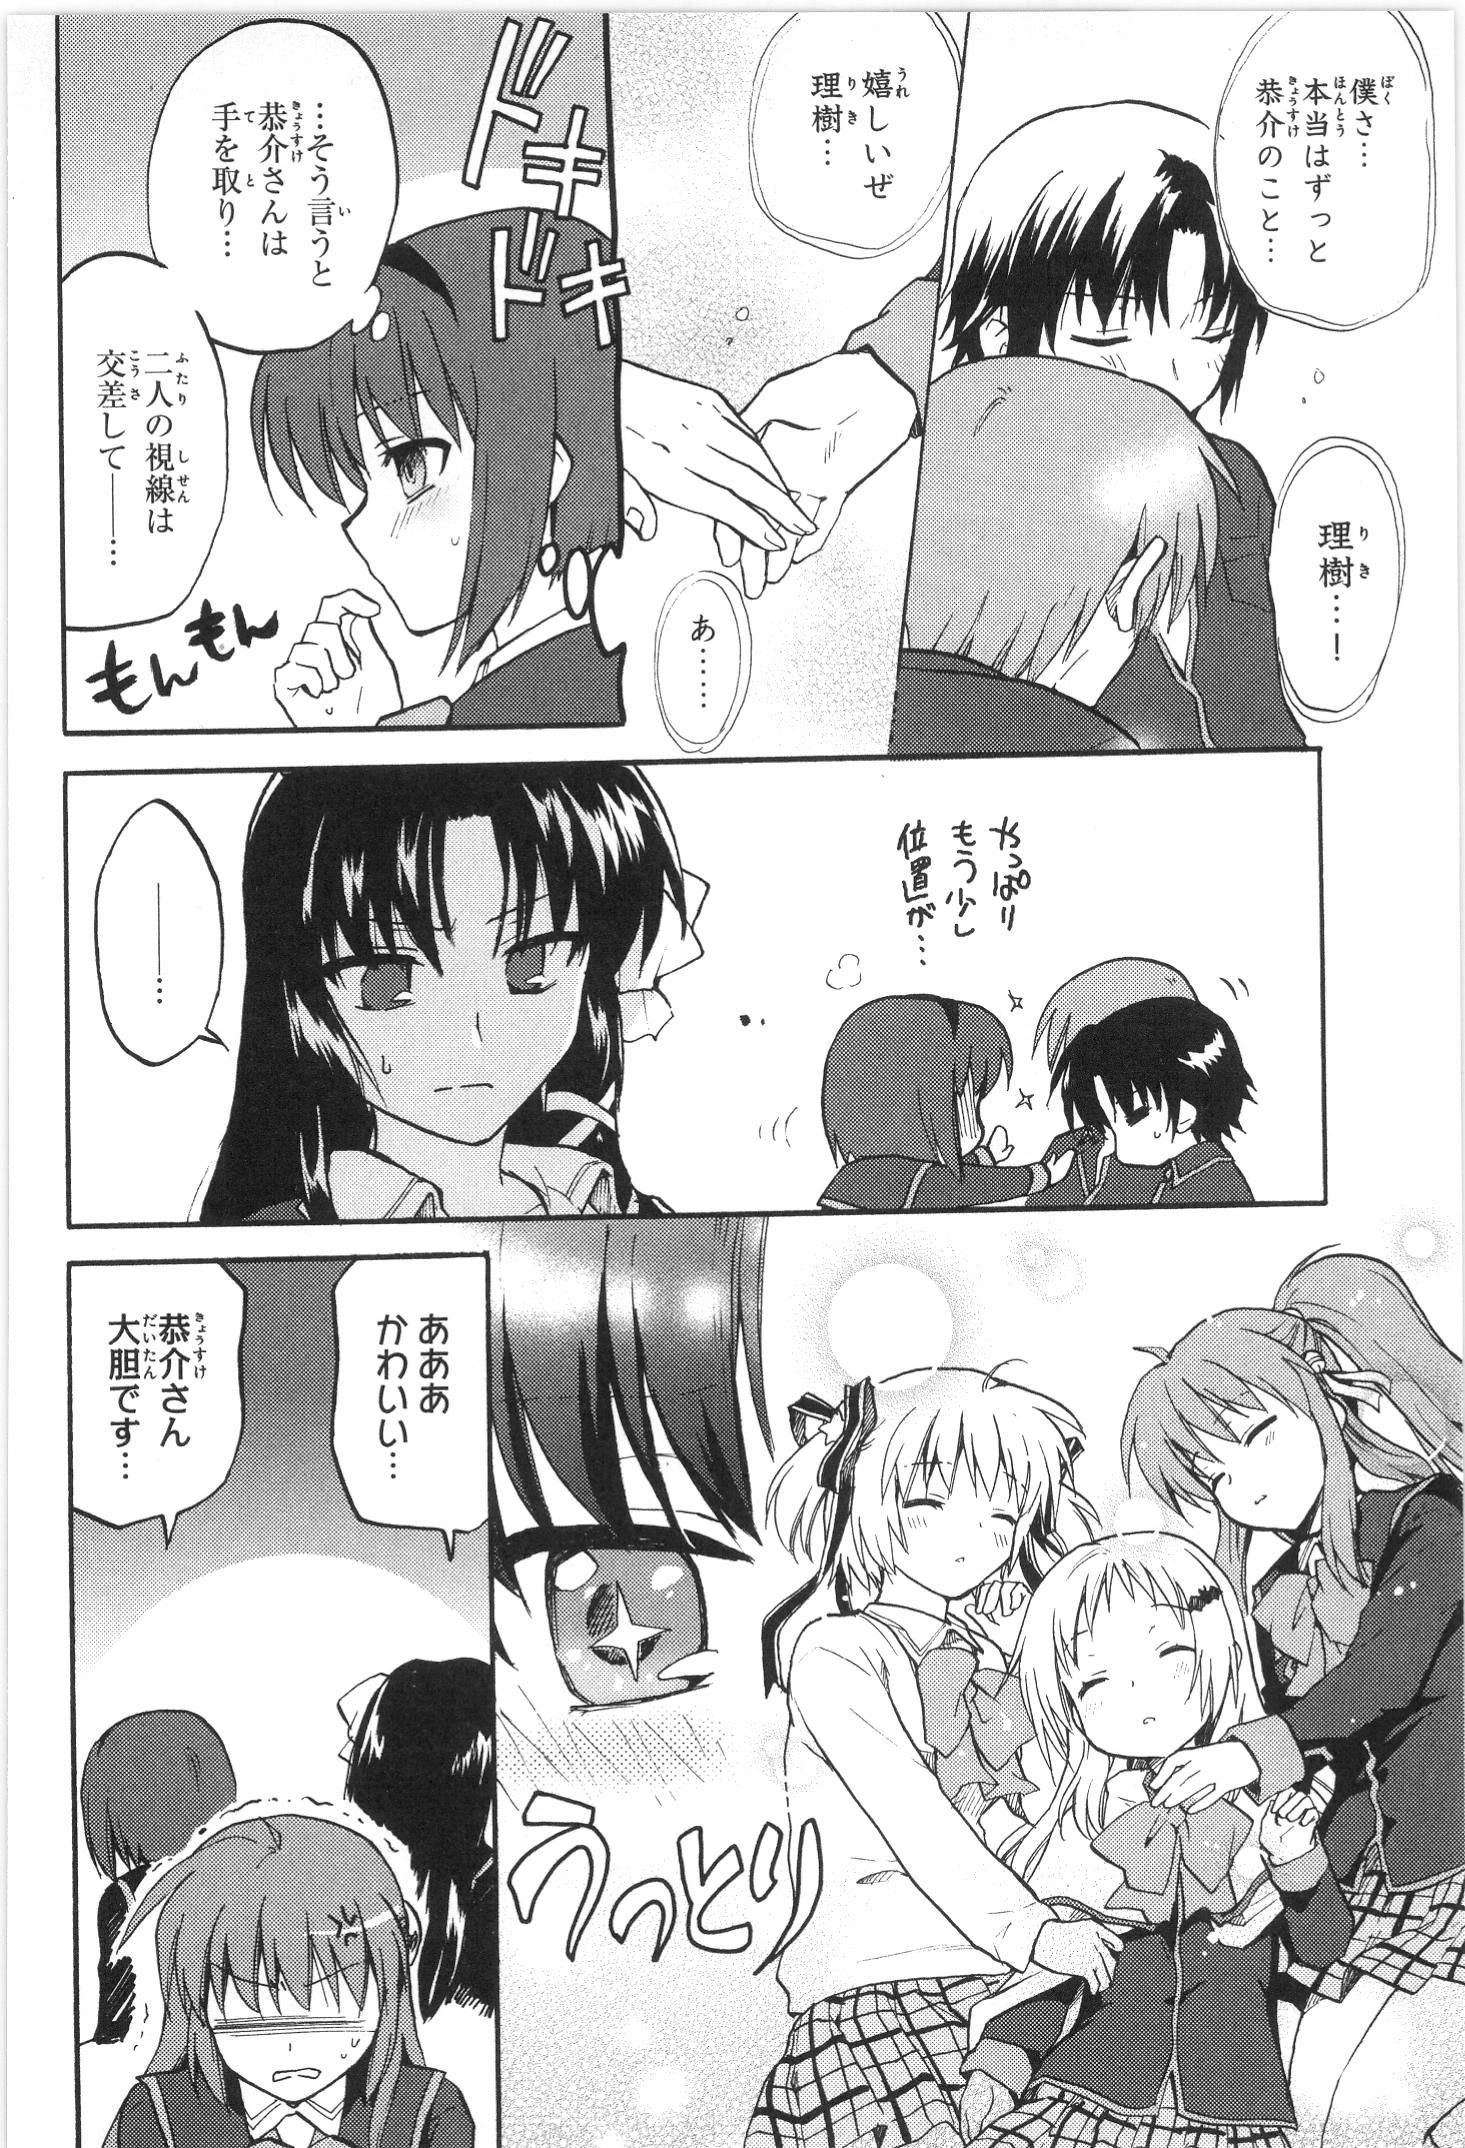 僕さ…
本当はずっと
恭介のこと…
理樹…!
嬉しいぜ
理樹…
あ……
ドキ
ドキ
ドキ
…そう言うと
恭介さんは
手を取り…
二人の視線は
交差して――…
もんもん
やっぱり
もう少し
位置が…
――…
うっとり
あああ
かわいい…
恭介さん
大胆です…